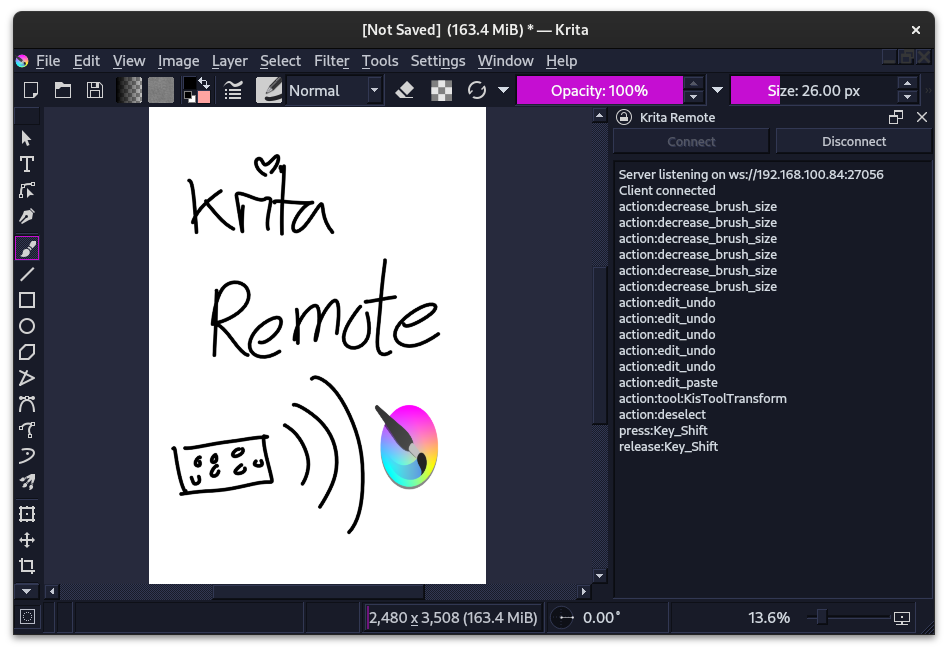 [Not Saved] (163.4 MiB) * — Krita
File Edit View Image Layer Select Filter Tools Settings Window Help
Normal Opacity: 100% Size: 26.00 px
Krita Remote
Connect Disconnect
Server listening on ws://192.168.100.84:27056
Client connected
action:decrease_brush_size
action:decrease_brush_size
action:decrease_brush_size
action:decrease_brush_size
action:decrease_brush_size
action:decrease_brush_size
action:edit_undo
action:edit_undo
action:edit_undo
action:edit_undo
action:edit_undo
action:edit_paste
action:tool:KisToolTransform
action:deselect
press:Key_Shift
release:Key_Shift
Krita
Remote
2,480 x 3,508 (163.4 MiB) 0.00° 13.6%